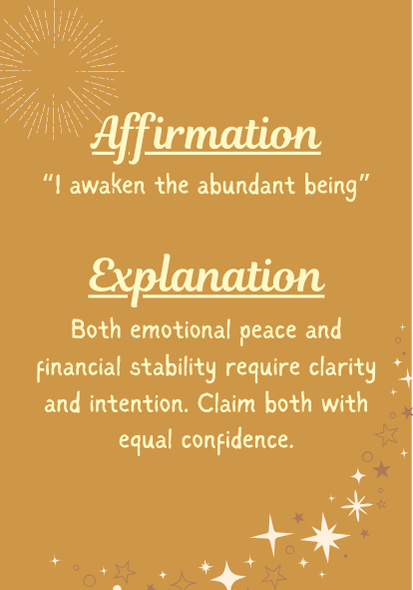 Affirmation
“I awaken the abundant being”
Explanation
Both emotional peace and
financial stability require clarity
and intention. Claim both with
equal confidence.